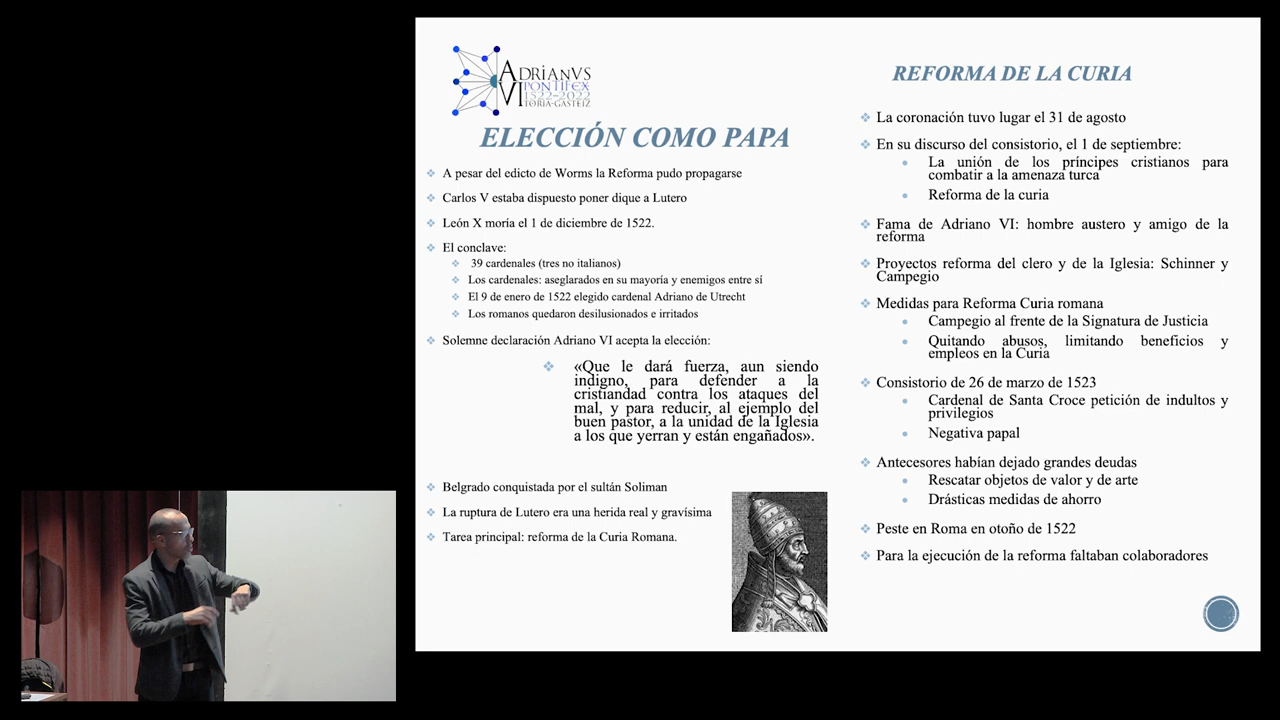 ADRIANVS
PONTIFEX
VI 1522-2022
VITORIA-GASTEIZ
ELECCIÓN COMO PAPA
A pesar del edicto de Worms la Reforma pudo propagarse
Carlos V estaba dispuesto poner dique a Lutero
León X moría el 1 de diciembre de 1522.
El conclave:
39 cardenales (tres no italianos)
Los cardenales: aseglarados en su mayoría y enemigos entre sí
El 9 de enero de 1522 elegido cardenal Adriano de Utrecht
Los romanos quedaron desilusionados e irritados
Solemne declaración Adriano VI acepta la elección:
«Que le dará fuerza, aun siendo
indigno, para defender a la
cristiandad contra los ataques del
mal, y para reducir, al ejemplo del
buen pastor, a la unidad de la Iglesia
a los que yerran y están engañados».
Belgrado conquistada por el sultán Soliman
La ruptura de Lutero era una herida real y gravísima
Tarea principal: reforma de la Curia Romana.
REFORMA DE LA CURIA
La coronación tuvo lugar el 31 de agosto
En su discurso del consistorio, el 1 de septiembre:
La unión de los príncipes cristianos para
combatir a la amenaza turca
Reforma de la curia
Fama de Adriano VI: hombre austero y amigo de la
reforma
Proyectos reforma del clero y de la Iglesia: Schinner y
Campegio
Medidas para Reforma Curia romana
Campegio al frente de la Signatura de Justicia
Quitando abusos, limitando beneficios y
empleos en la Curia
Consistorio de 26 de marzo de 1523
Cardenal de Santa Croce petición de indultos y
privilegios
Negativa papal
Antecesores habían dejado grandes deudas
Rescatar objetos de valor y de arte
Drásticas medidas de ahorro
Peste en Roma en otoño de 1522
Para la ejecución de la reforma faltaban colaboradores